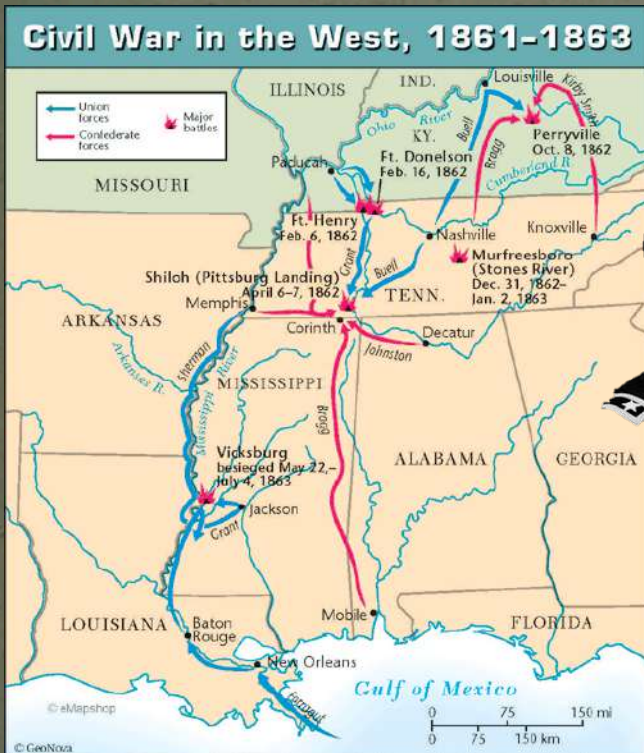 Civil War in the West, 1861–1863
Union
forces
Confederate
forces
Major
battles
ILLINOIS
IND.
Louisville
Ohio River
KY.
Buell
Bragg
Kirby Smith
Perryville
Oct. 8, 1862
Paducah
Ft. Donelson
Feb. 16, 1862
Cumberland R.
MISSOURI
Ft. Henry
Feb. 6, 1862
Nashville
Knoxville
Grant
Buell
Murfreesboro
(Stones River)
Dec. 31, 1862–
Jan. 2, 1863
Shiloh (Pittsburg Landing)
April 6–7, 1862
TENN.
Memphis
ARKANSAS
Corinth
Decatur
Johnston
Arkansas R.
Sherman
Mississippi River
MISSISSIPPI
Bragg
Vicksburg
besieged May 22,–
July 4, 1863
ALABAMA
GEORGIA
Jackson
Grant
LOUISIANA
Baton
Rouge
Mobile
FLORIDA
New Orleans
Farragut
Gulf of Mexico
© eMapshop
0 75 150 mi
0 75 150 km
© GeoNova